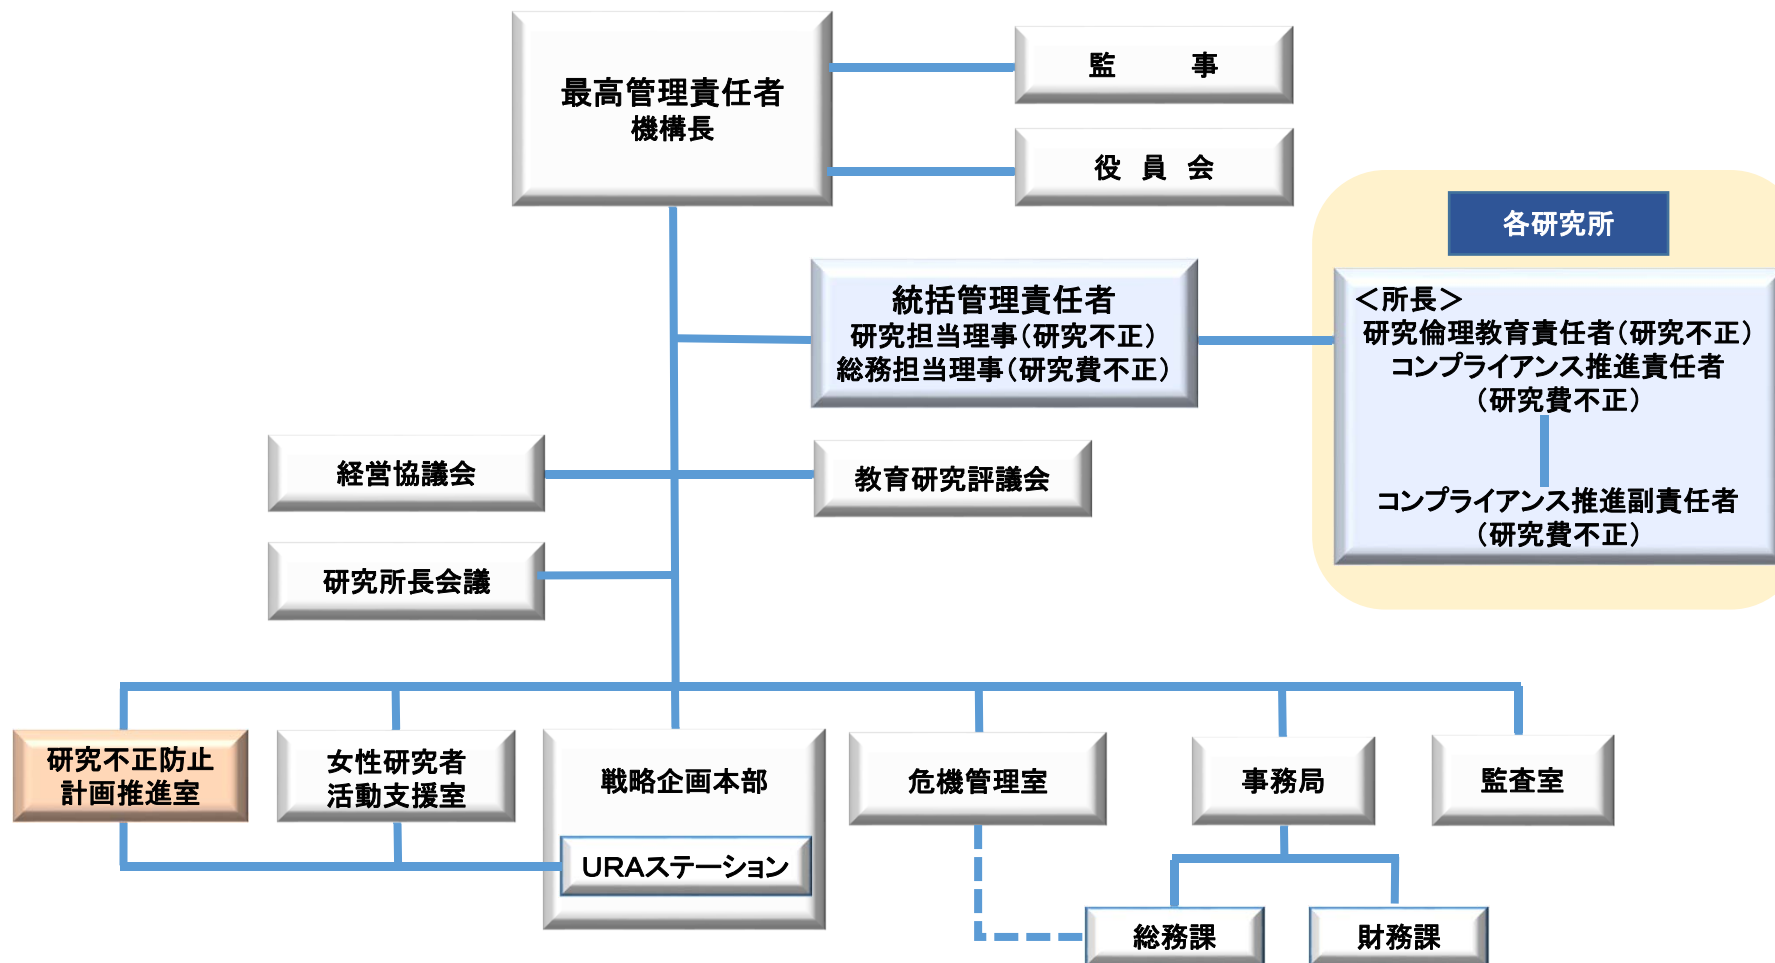 最高管理責任者
機構長
監　　事
役 員 会
各研究所
統括管理責任者
研究担当理事（研究不正）
総務担当理事（研究費不正）
＜所長＞
研究倫理教育責任者（研究不正）
コンプライアンス推進責任者
（研究費不正）
コンプライアンス推進副責任者
（研究費不正）
経営協議会
教育研究評議会
研究所長会議
研究不正防止
計画推進室
女性研究者
活動支援室
戦略企画本部
URAステーション
危機管理室
事務局
監査室
総務課
財務課